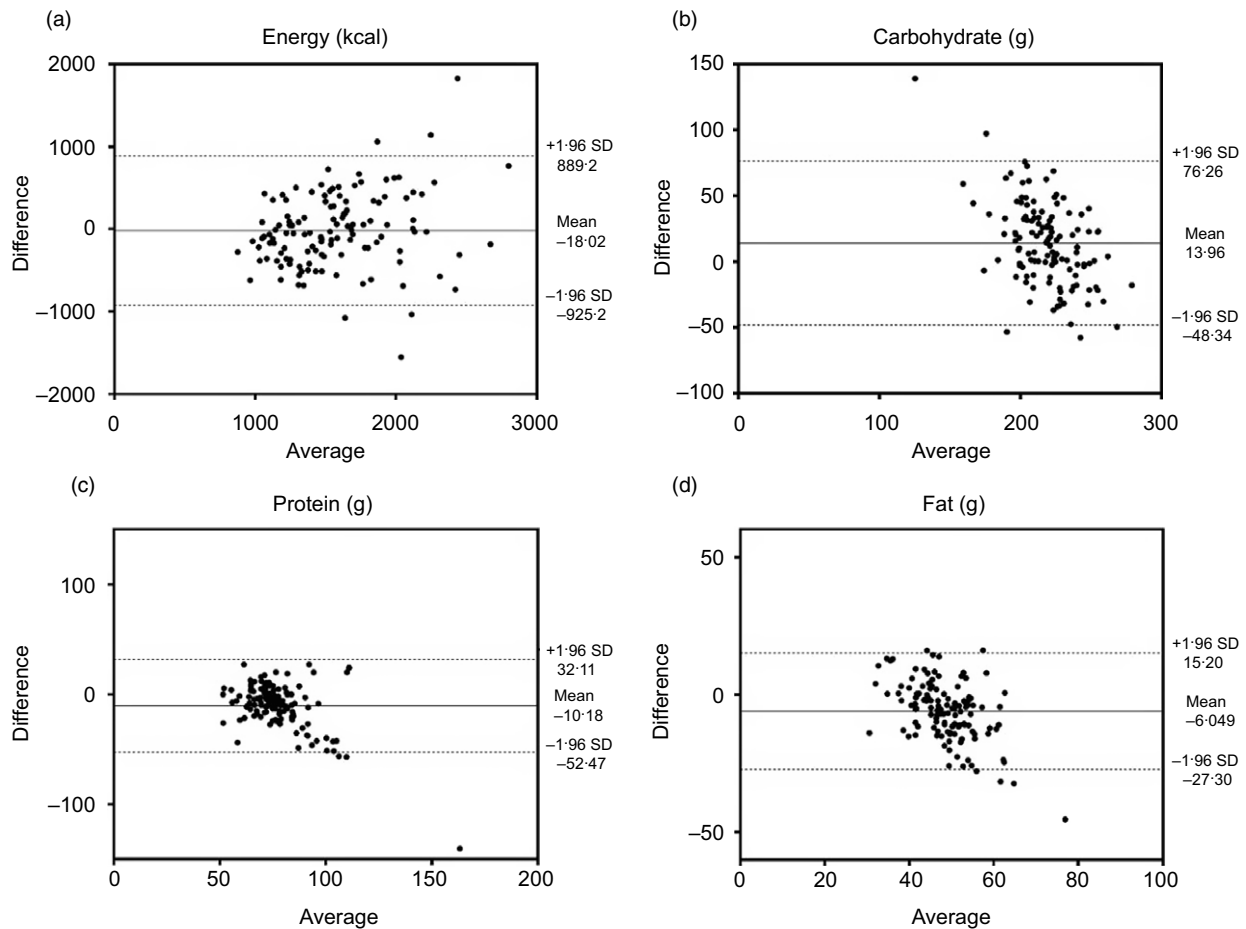 (a)
Energy (kcal)
2000
1000
0
–1000
–2000
Difference
0
1000
2000
3000
Average
+1·96 SD
889·2
Mean
–18·02
–1·96 SD
–925·2
(b)
Carbohydrate (g)
150
100
50
0
–50
–100
Difference
0
100
200
300
Average
+1·96 SD
76·26
Mean
13·96
–1·96 SD
–48·34
(c)
Protein (g)
100
0
–100
Difference
0
50
100
150
200
Average
+1·96 SD
32·11
Mean
–10·18
–1·96 SD
–52·47
(d)
Fat (g)
50
0
–50
Difference
0
20
40
60
80
100
Average
+1·96 SD
15·20
Mean
–6·049
–1·96 SD
–27·30